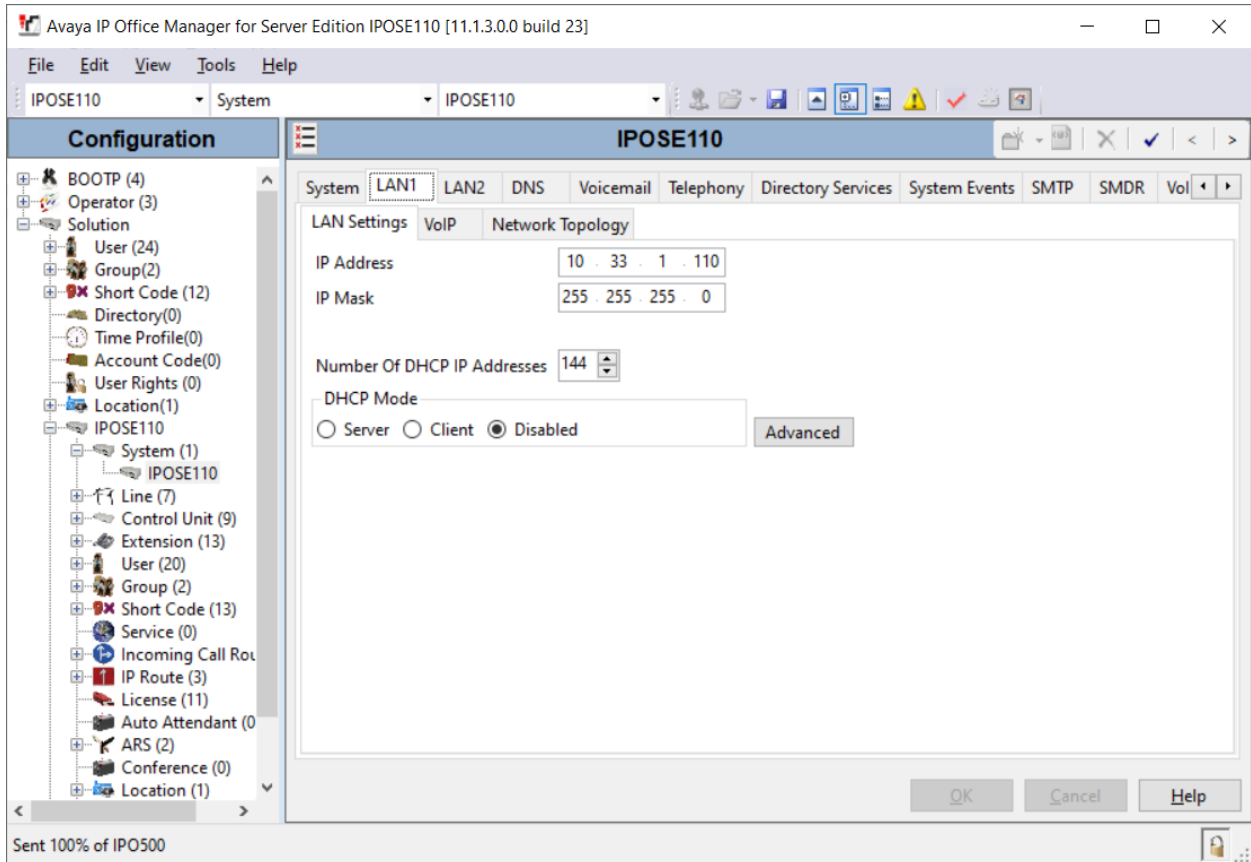 Avaya IP Office Manager for Server Edition IPOSE110 [11.1.3.0.0 build 23]
File Edit View Tools Help
IPOSE110 System IPOSE110
Configuration
IPOSE110
BOOTP (4)
Operator (3)
Solution
User (24)
Group(2)
Short Code (12)
Directory(0)
Time Profile(0)
Account Code(0)
User Rights (0)
Location(1)
IPOSE110
System (1)
IPOSE110
Line (7)
Control Unit (9)
Extension (13)
User (20)
Group (2)
Short Code (13)
Service (0)
Incoming Call Rou
IP Route (3)
License (11)
Auto Attendant (0
ARS (2)
Conference (0)
Location (1)
System LAN1 LAN2 DNS Voicemail Telephony Directory Services System Events SMTP SMDR VoI
LAN Settings VoIP Network Topology
IP Address 10 . 33 . 1 . 110
IP Mask 255 . 255 . 255 . 0
Number Of DHCP IP Addresses 144
DHCP Mode
Server Client Disabled Advanced
OK Cancel Help
Sent 100% of IPO500